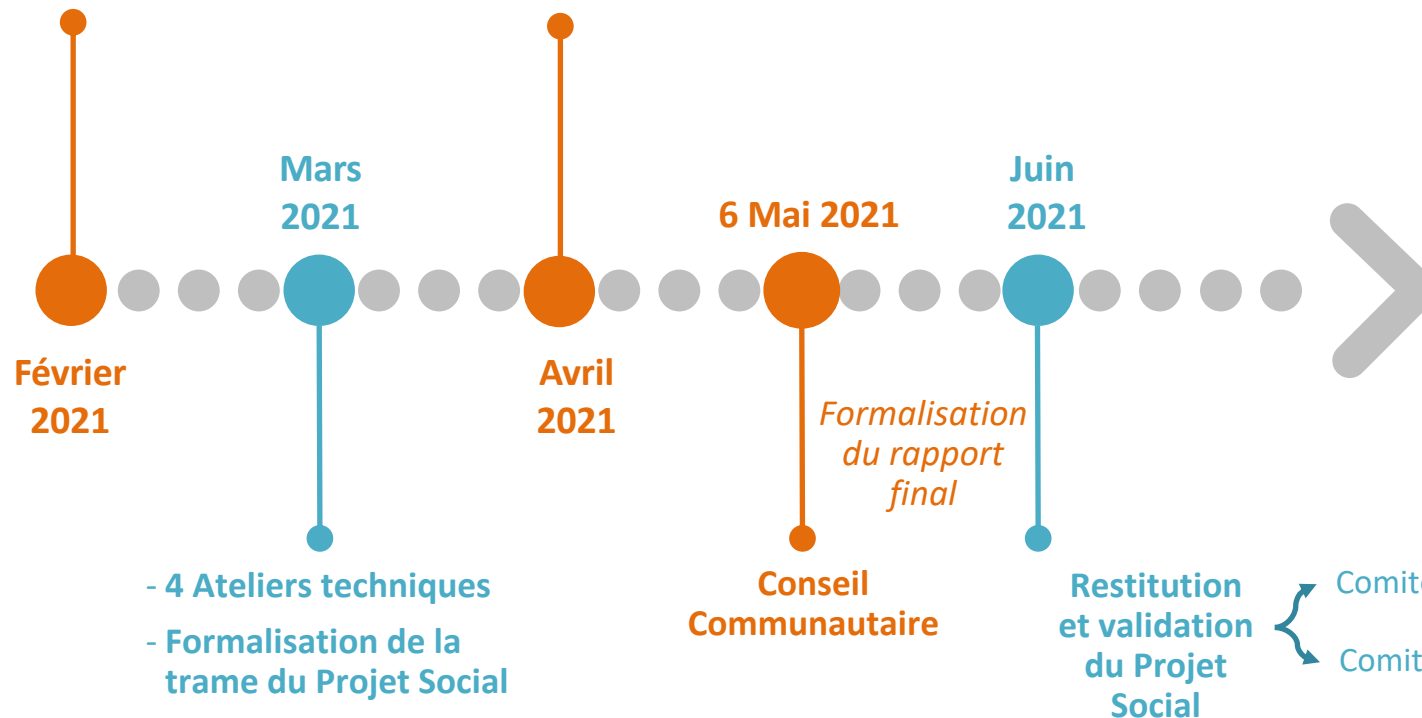 Mars
2021
Juin
2021
6 Mai 2021
Février
2021
Avril
2021
Formalisation
du rapport
final
- 4 Ateliers techniques
- Formalisation de la
trame du Projet Social
Conseil
Communautaire
Restitution
et validation
du Projet
Social